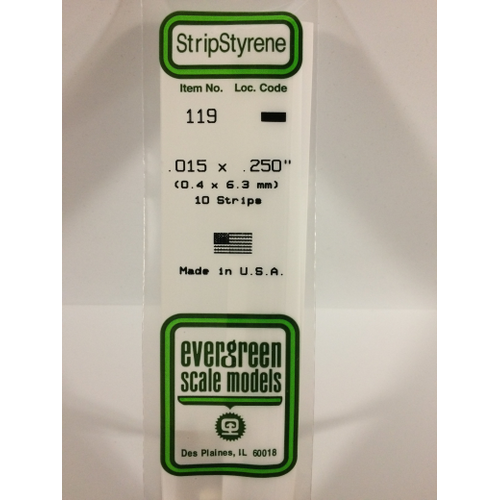 StripStyrene
Item No. Loc. Code
119
.015 x .250"
(0.4 x 6.3 mm)
10 Strips
Made in U.S.A.
evergreen
scale models
Des Plaines, IL 60018